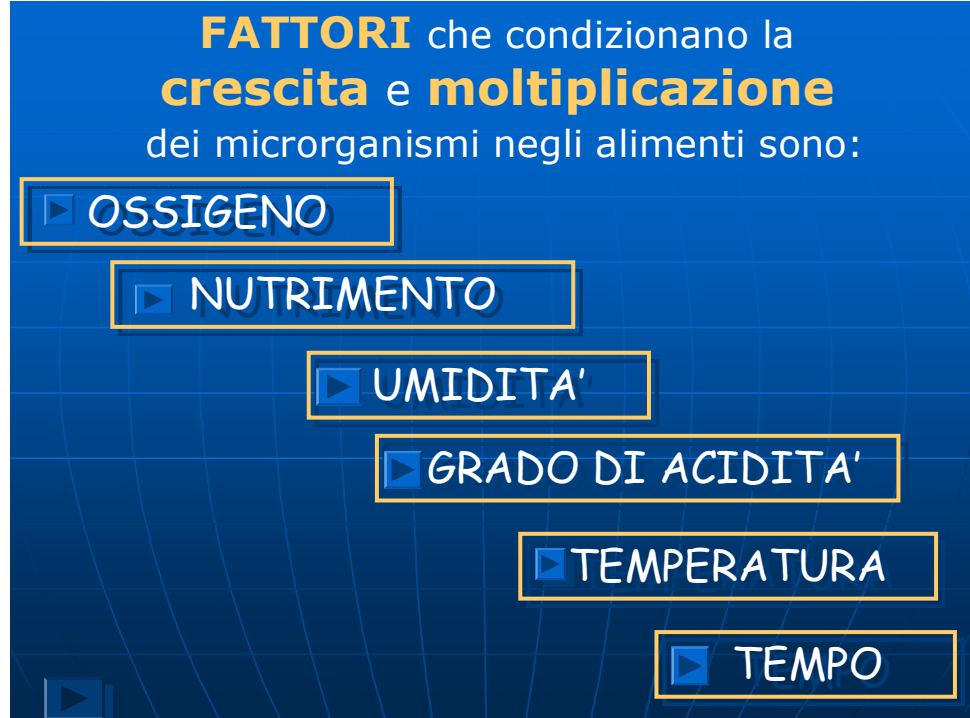 FATTORI che condizionano la
crescita e moltiplicazione
dei microrganismi negli alimenti sono:
OSSIGENO
NUTRIMENTO
UMIDITA'
GRADO DI ACIDITA'
TEMPERATURA
TEMPO